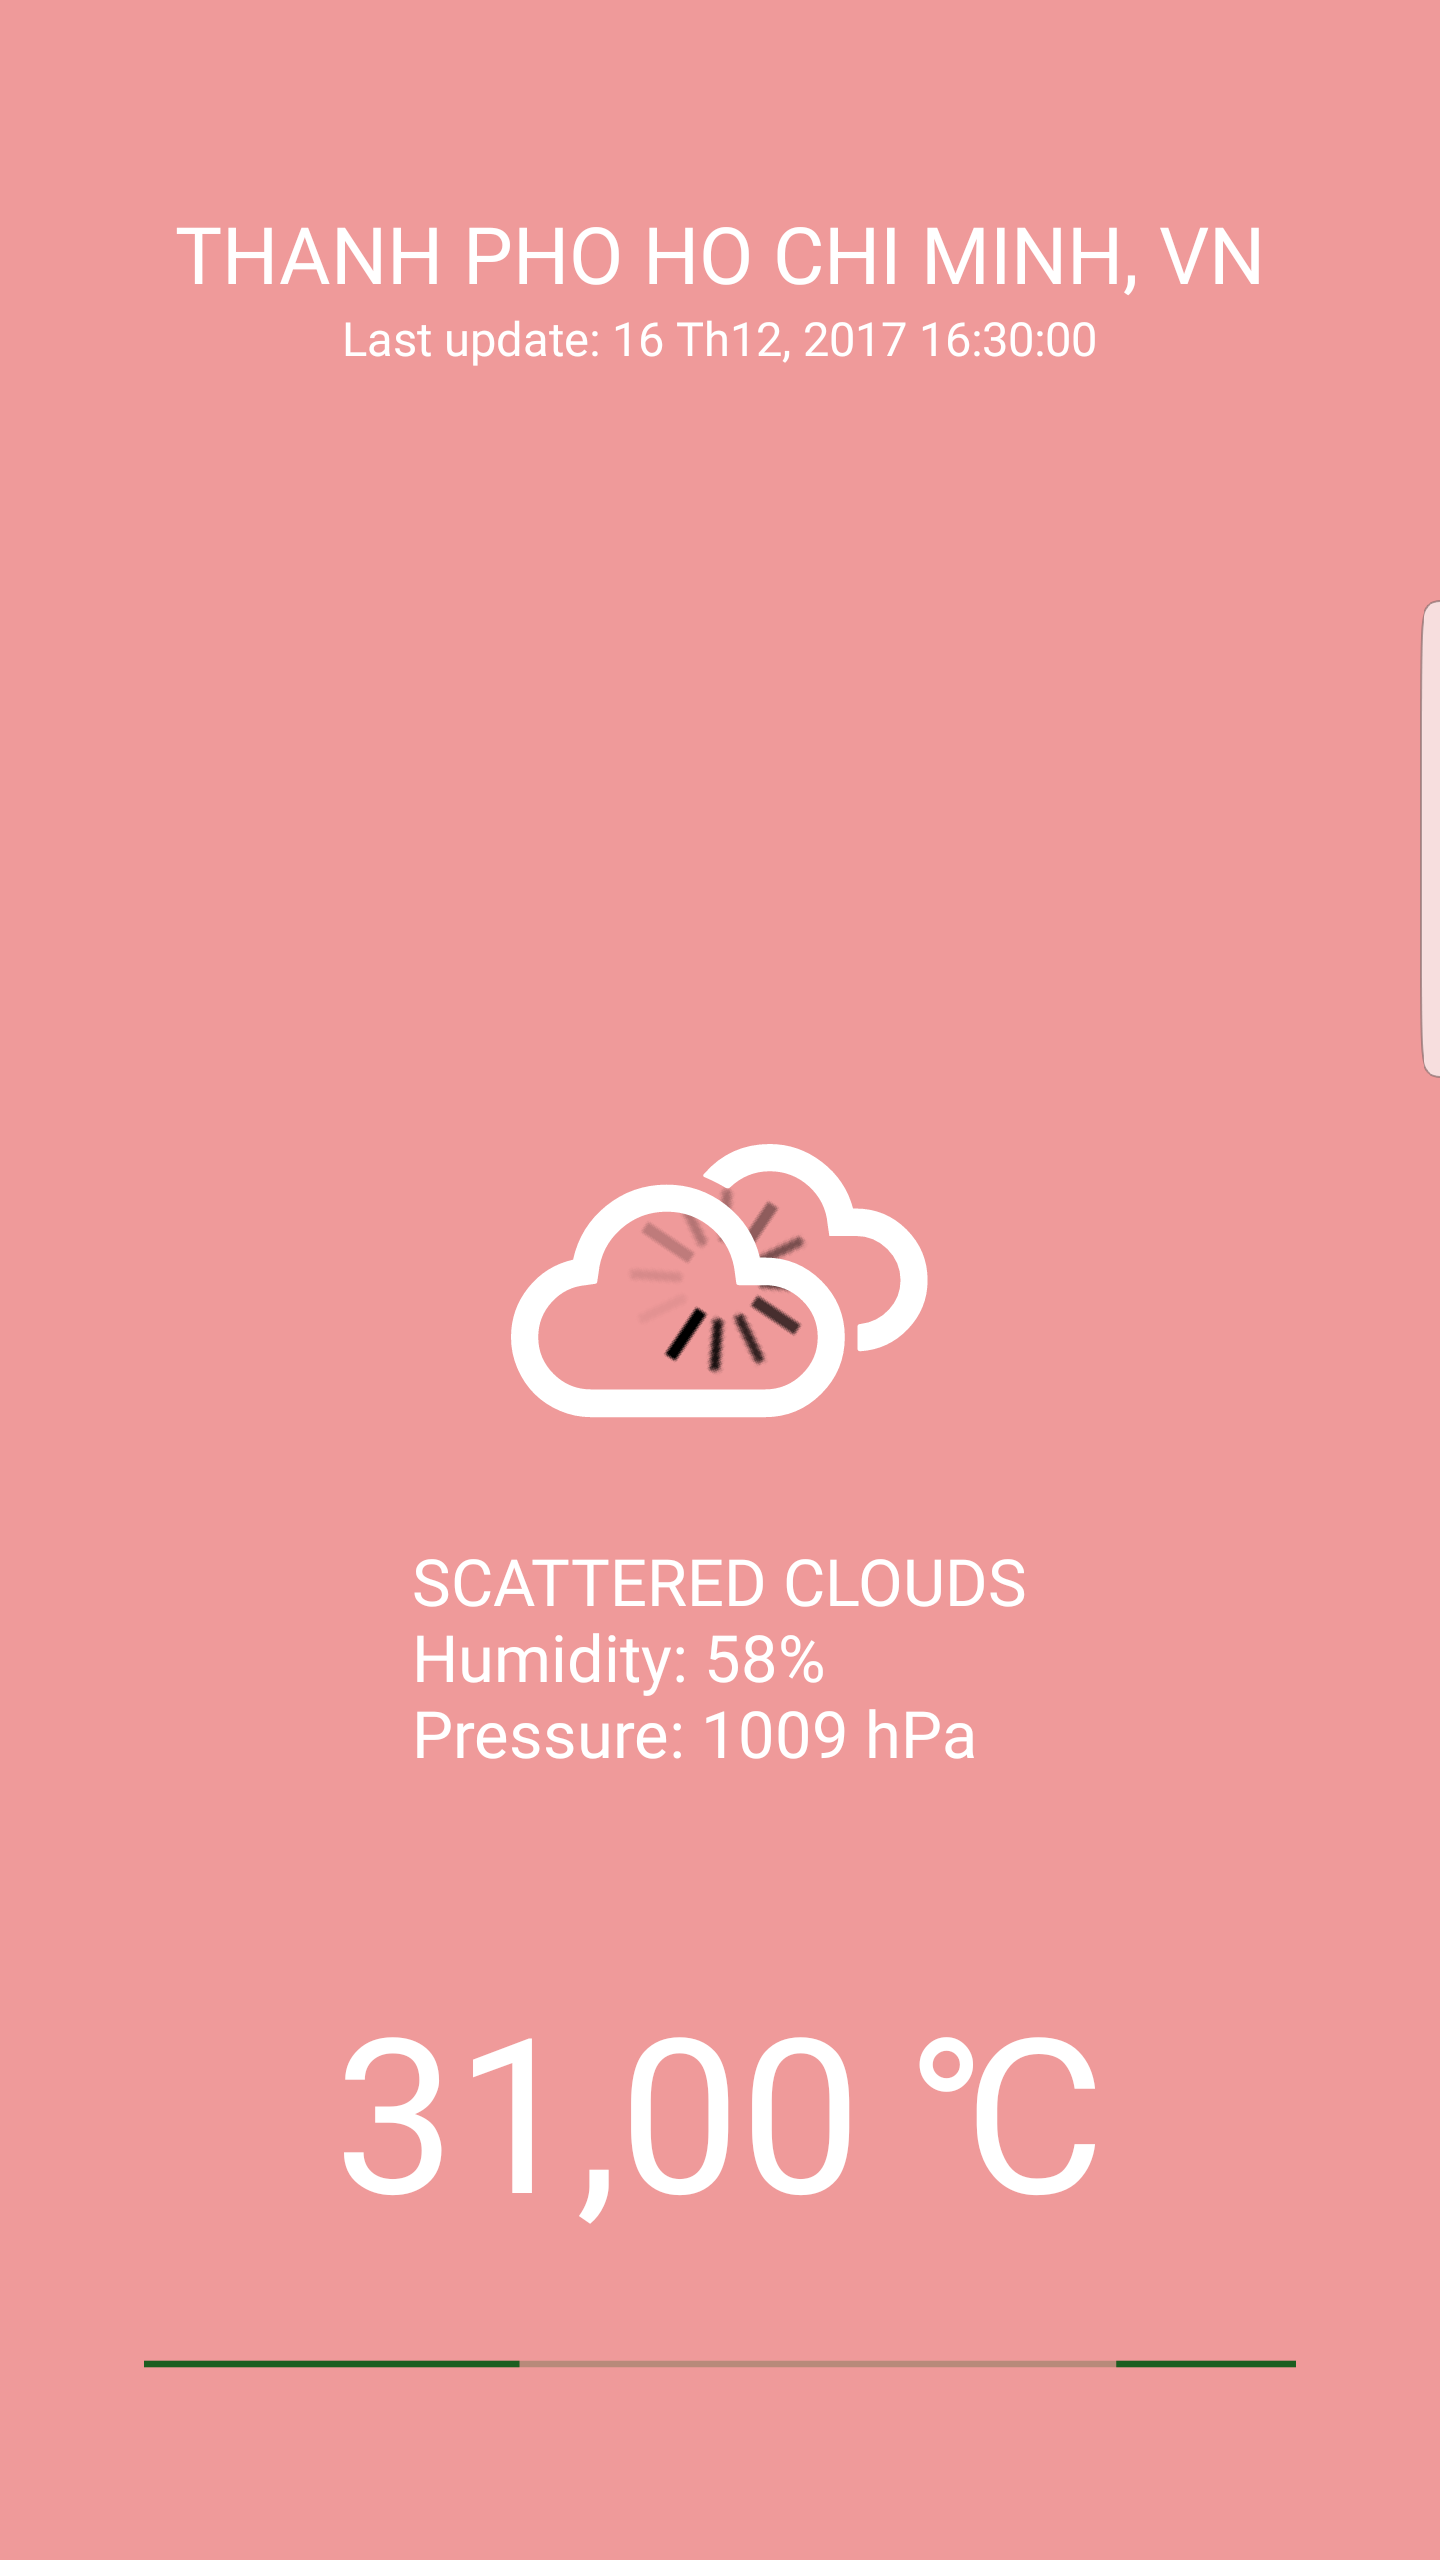 THANH PHO HO CHI MINH, VN
Last update: 16 Th12, 2017 16:30:00
SCATTERED CLOUDS
Humidity: 58%
Pressure: 1009 hPa
31,00 ℃